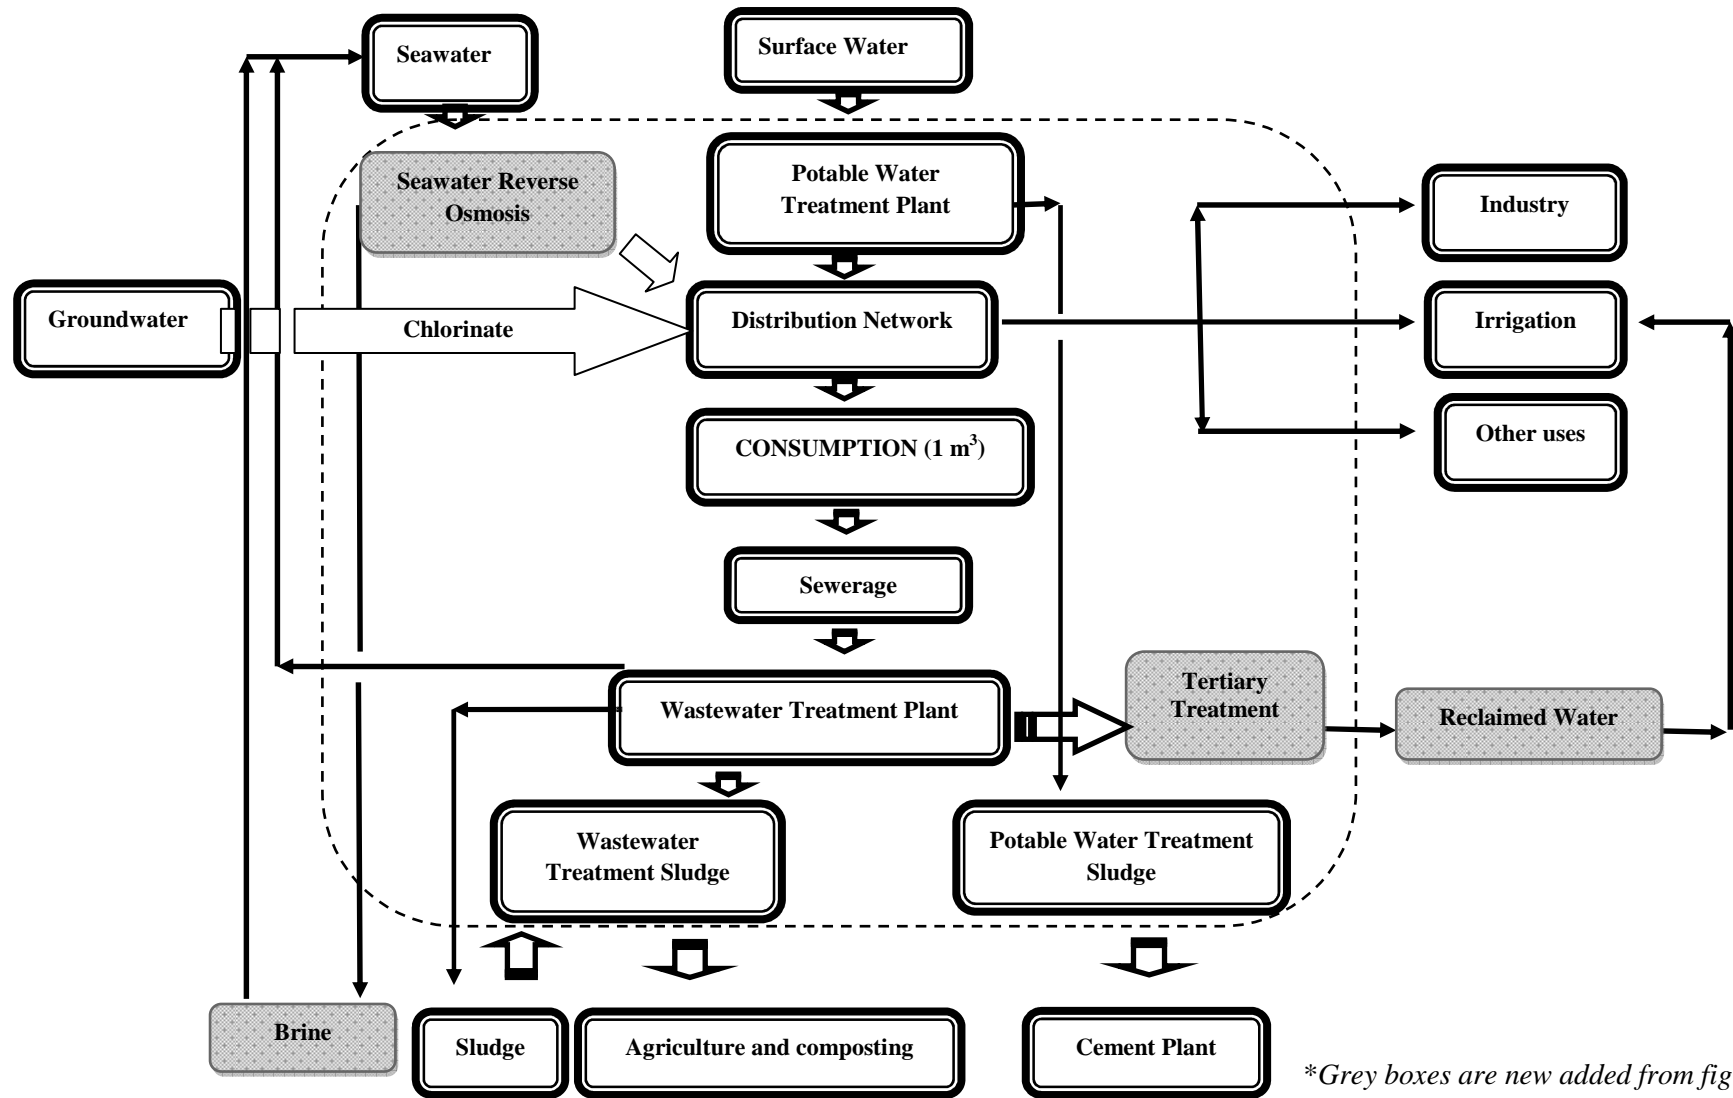 Seawater
Surface Water
Seawater Reverse
Osmosis
Potable Water
Treatment Plant
Industry
Groundwater
Chlorinate
Distribution Network
Irrigation
CONSUMPTION (1 m³)
Other uses
Sewerage
Wastewater Treatment Plant
Tertiary
Treatment
Reclaimed Water
Wastewater
Treatment Sludge
Potable Water Treatment
Sludge
Brine
Sludge
Agriculture and composting
Cement Plant
*Grey boxes are new added from fig